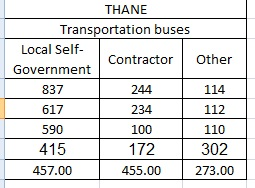 THANE
Transportation buses
Local Self-Government Contractor Other
837 244 114
617 234 112
590 100 110
415 172 302
457.00 455.00 273.00